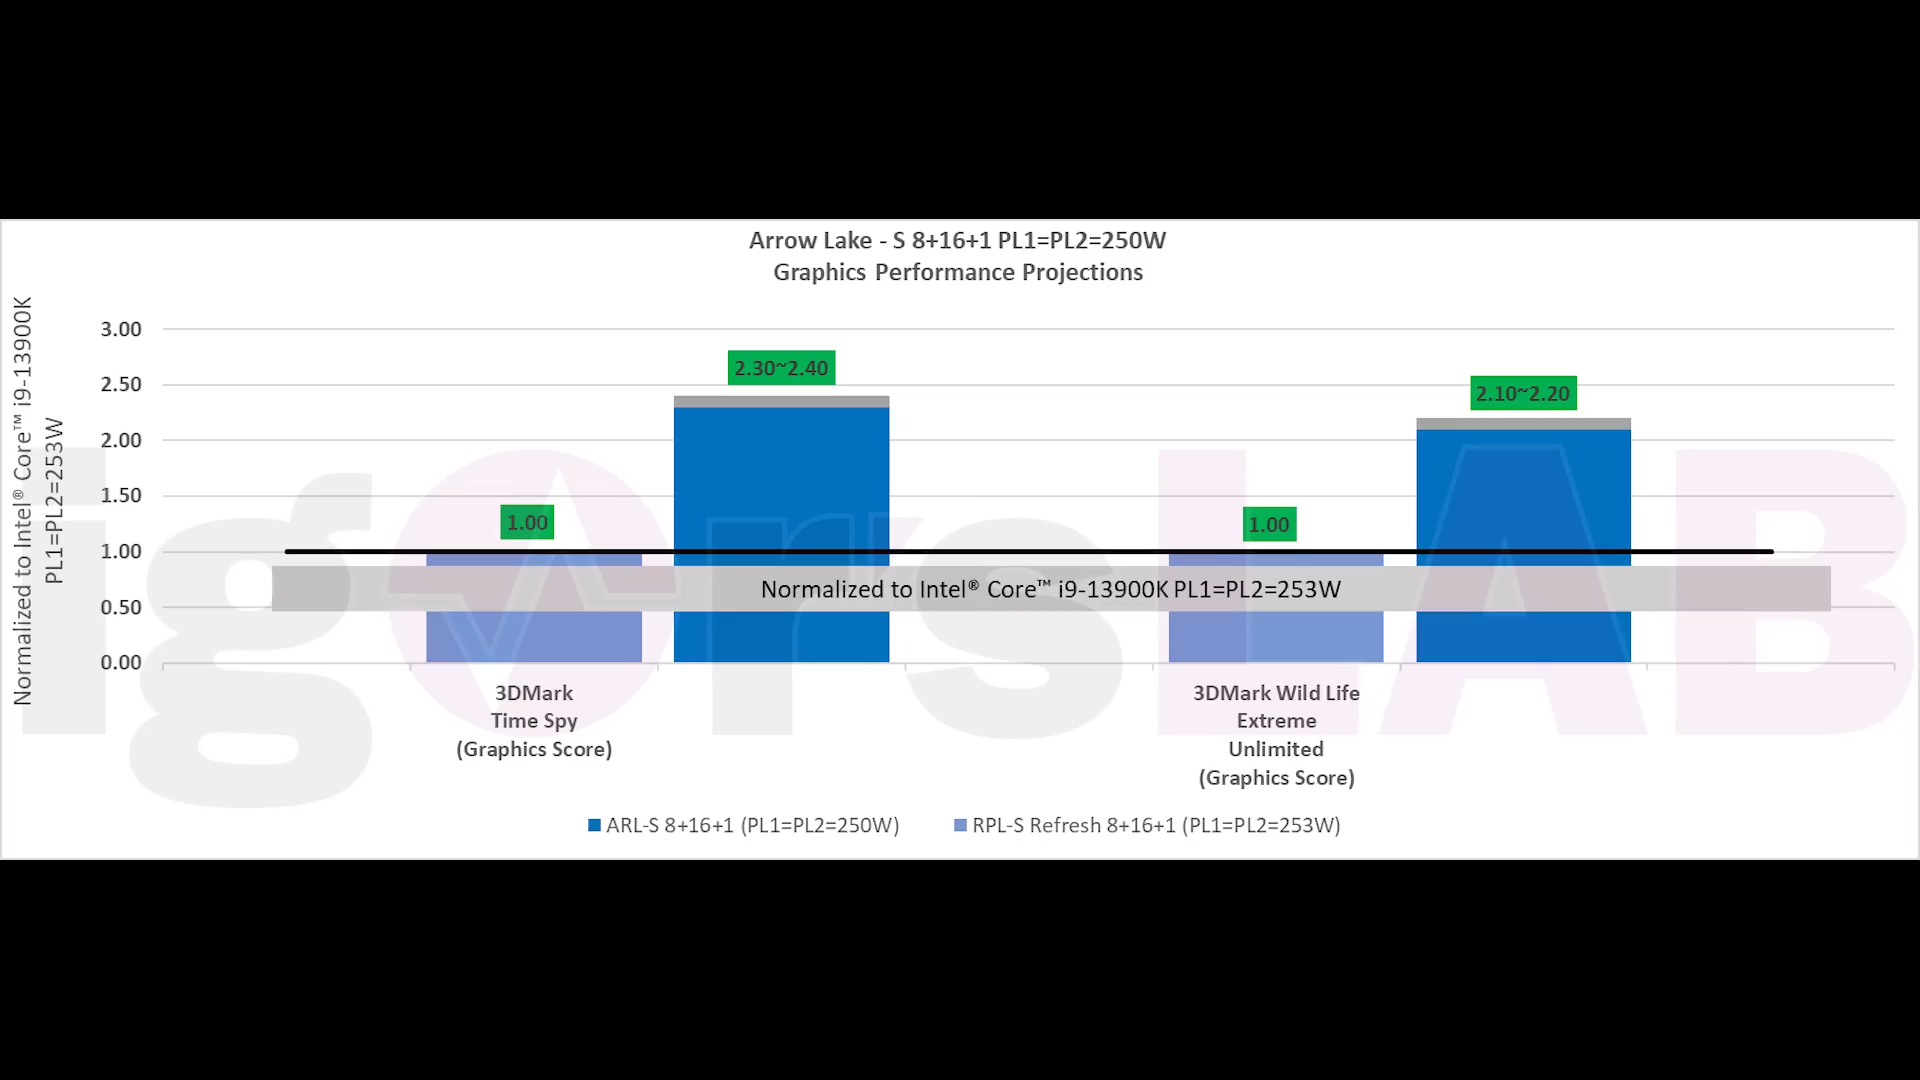 Arrow Lake - S 8+16+1 PL1=PL2=250W
Graphics Performance Projections
Normalized to Intel® Core™ i9-13900K
PL1=PL2=253W
3.00
2.50
2.00
1.50
1.00
0.50
0.00
1.00
2.30~2.40
1.00
2.10~2.20
Normalized to Intel® Core™ i9-13900K PL1=PL2=253W
3DMark
Time Spy
(Graphics Score)
3DMark Wild Life
Extreme
Unlimited
(Graphics Score)
ARL-S 8+16+1 (PL1=PL2=250W)
RPL-S Refresh 8+16+1 (PL1=PL2=253W)
igorsLAB